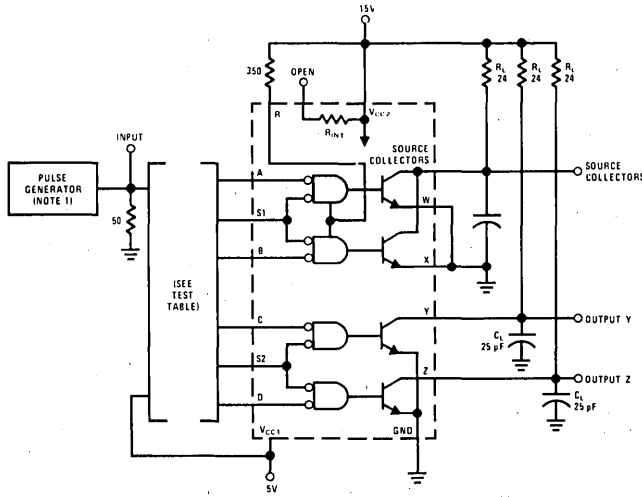 15V
350
OPEN
R
R_INT
V_CC2
R_L
24
R_L
24
R_L
24
INPUT
PULSE
GENERATOR
(NOTE 1)
50
SOURCE
COLLECTORS
SOURCE
COLLECTORS
A
W
S1
B
X
(SEE
TEST
TABLE)
C
Y
OUTPUT Y
C_L
25 pF
S2
Z
OUTPUT Z
D
C_L
25 pF
V_CC1
GND
5V